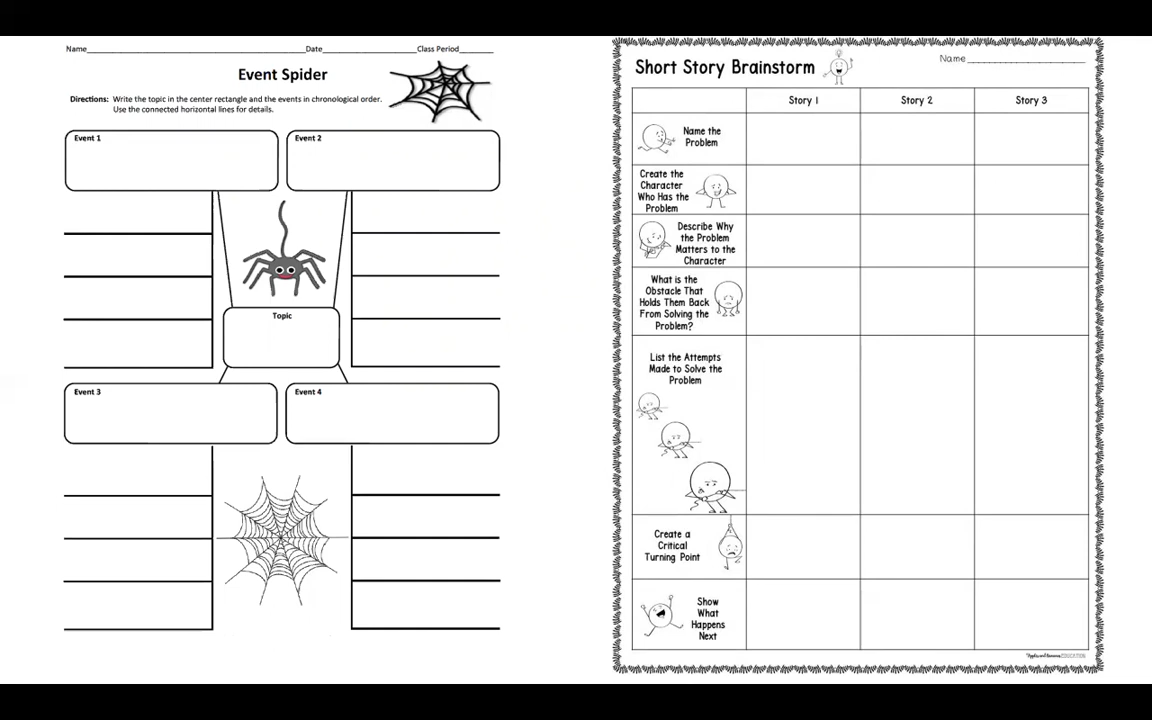 Name Date Class Period
Event Spider
Directions: Write the topic in the center rectangle and the events in chronological order.
Use the connected horizontal lines for details.
Event 1
Event 2
Topic
Event 3
Event 4
Short Story Brainstorm
Name
Story 1 Story 2 Story 3
Name the
Problem
Create the
Character
Who Has the
Problem
Describe Why
the Problem
Matters to the
Character
What is the
Obstacle That
Holds Them Back
From Solving the
Problem?
List the Attempts
Made to Solve the
Problem
Create a
Critical
Turning Point
Show
What
Happens
Next